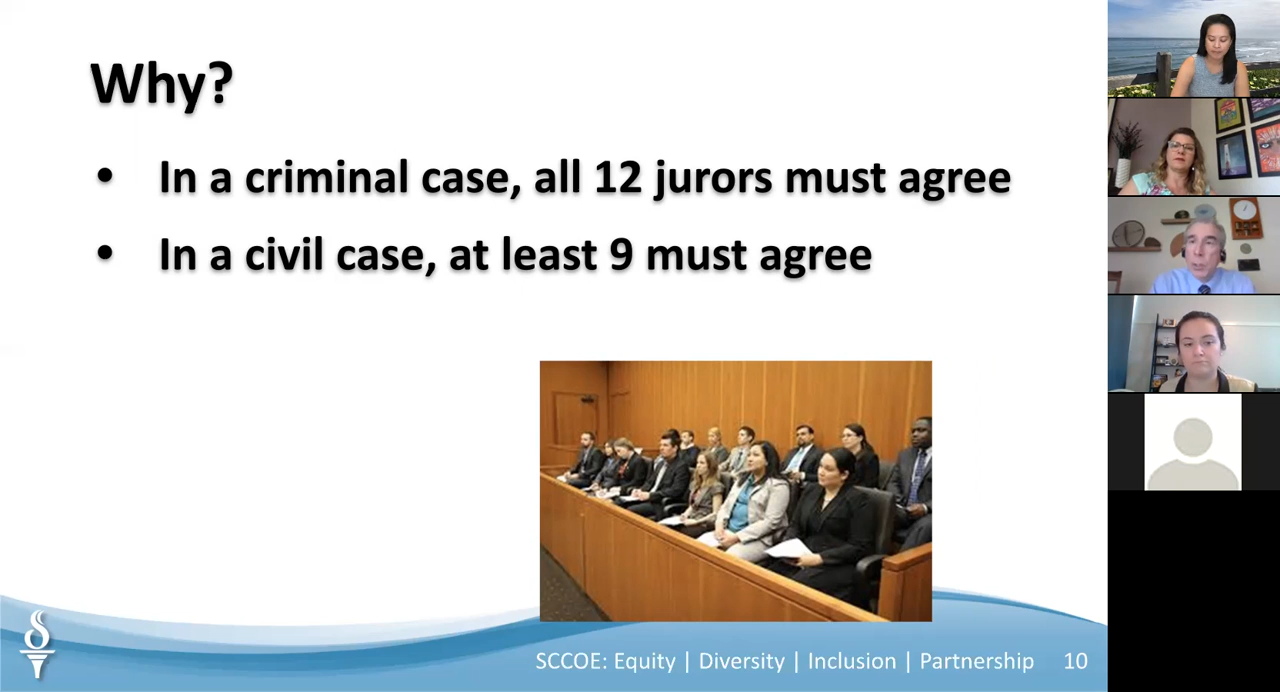 Why?
• In a criminal case, all 12 jurors must agree
• In a civil case, at least 9 must agree
SCCOE: Equity | Diversity | Inclusion | Partnership 10